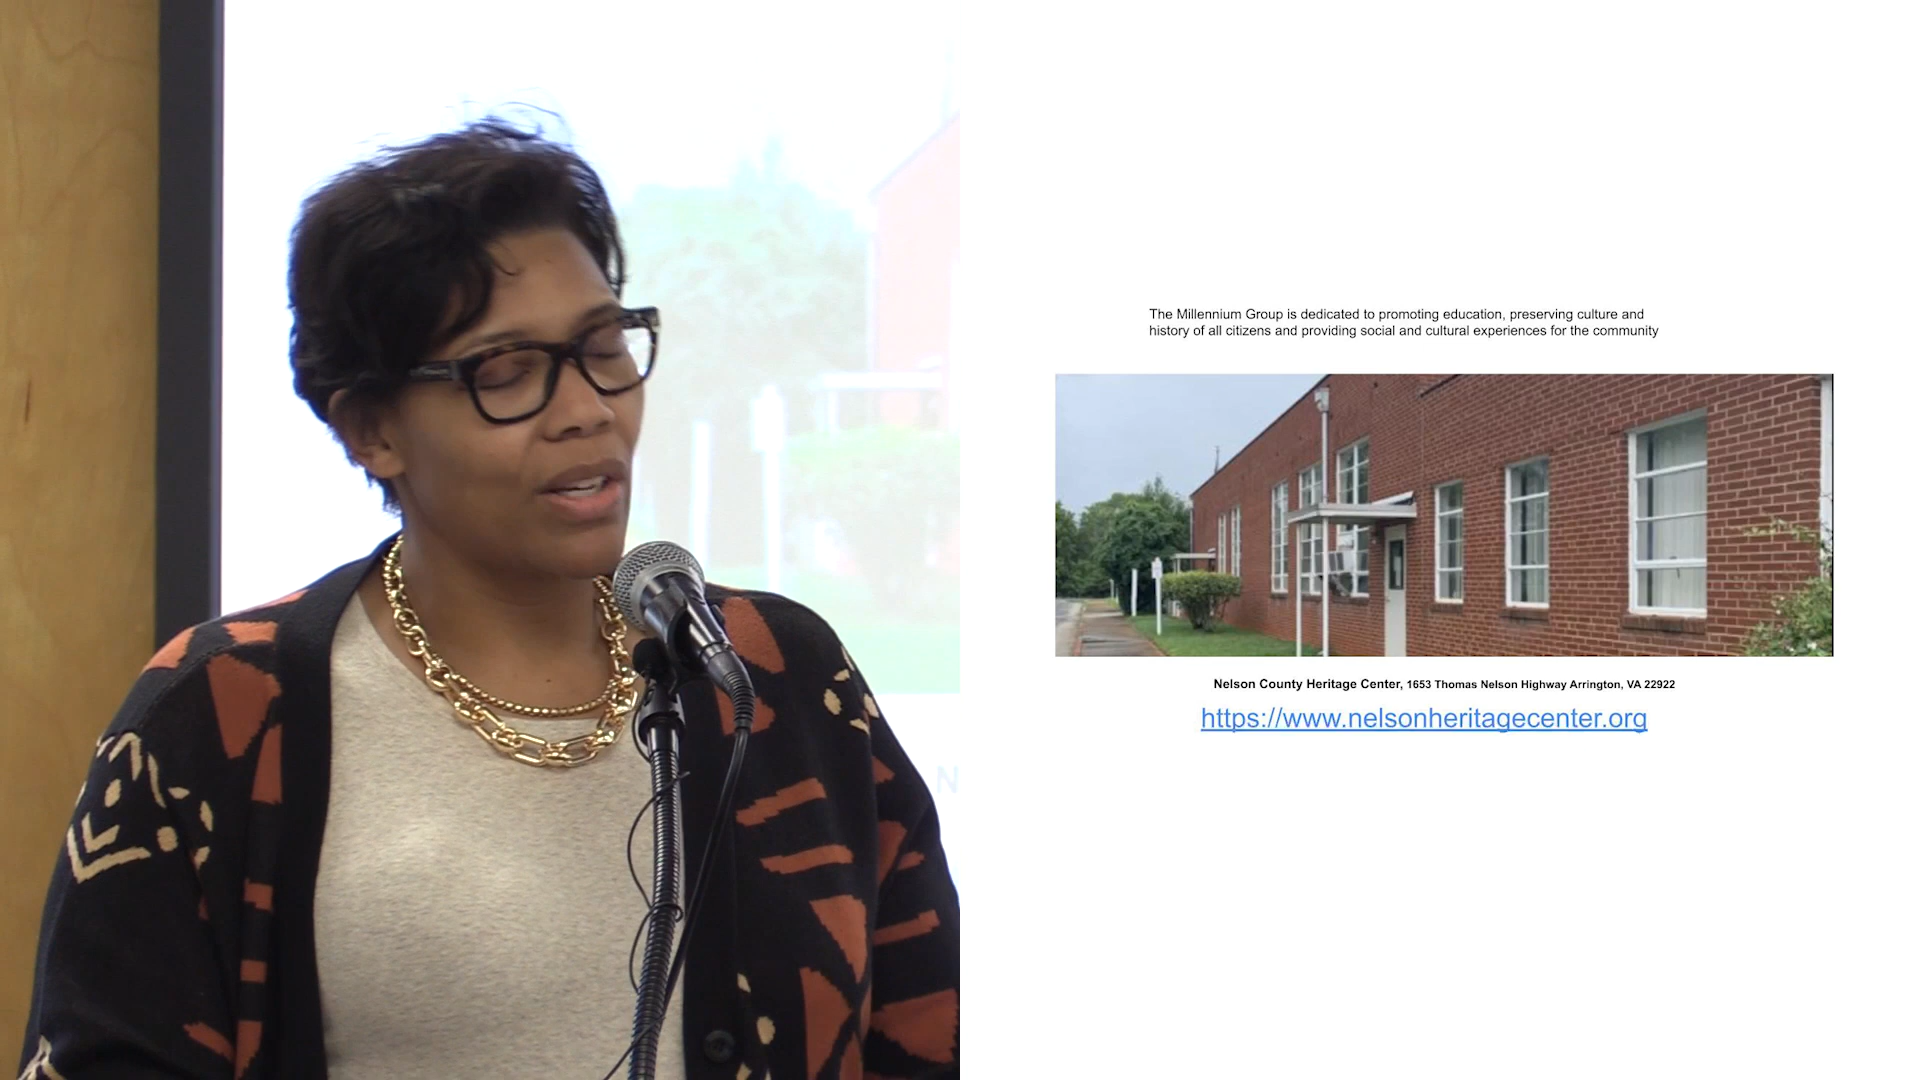 The Millennium Group is dedicated to promoting education, preserving culture and
history of all citizens and providing social and cultural experiences for the community
Nelson County Heritage Center, 1653 Thomas Nelson Highway Arrington, VA 22922
https://www.nelsonheritagecenter.org
N